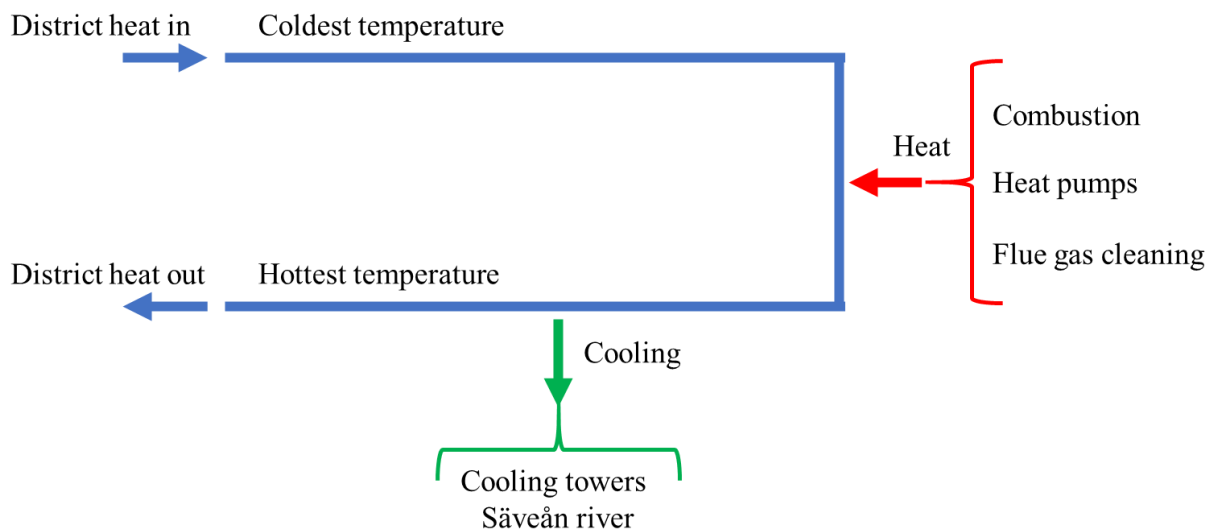 District heat in
Coldest temperature
Combustion
Heat
Heat pumps
Flue gas cleaning
District heat out
Hottest temperature
Cooling
Cooling towers
Säveån river